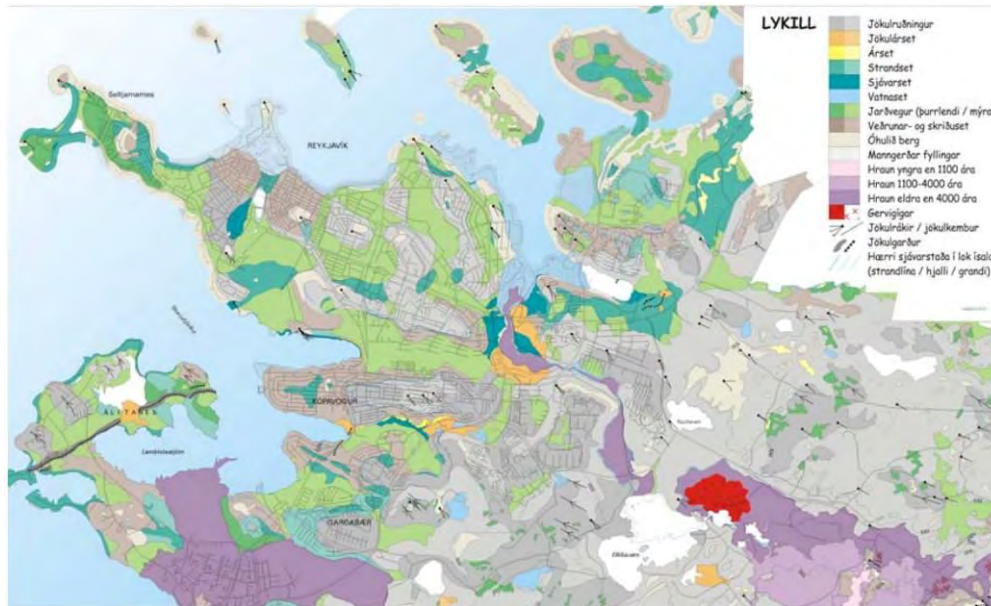 LYKILL
Jökulruðningur
Jökulárset
Árset
Strandset
Sjávarset
Vatnaset
Jarðvegur (þurrlendi / mýra
Veðrunar- og skriðuset
Óhulið berg
Manngerðar fyllingar
Hraun yngra en 1100 ára
Hraun 1100-4000 ára
Hraun eldra en 4000 ára
Gervigígar
Jökulrákir / jökulkembur
Jökulgarður
Hærri sjávarstaða í lok ísald
(strandlína / hjalli / grandi)
Seltjarnarnes
REYKJAVÍK
ÁLFTANES
KÓPAVOGUR
GARÐABÆR